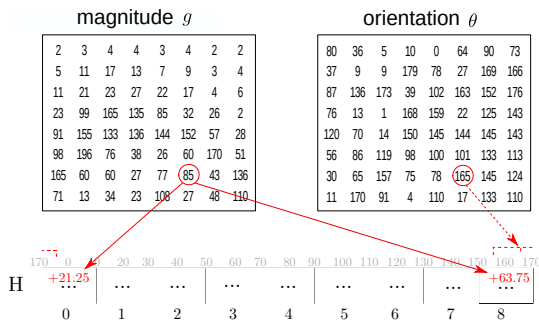 magnitude g
orientation θ
2 3 4 4 3 4 2 2
5 11 17 13 7 9 3 4
11 21 23 27 22 17 4 6
23 99 165 135 85 32 26 2
91 155 133 136 144 152 57 28
98 196 76 38 26 60 170 51
165 60 60 27 77 85 43 136
71 13 34 23 108 27 48 110
80 36 5 10 0 64 90 73
37 9 9 179 78 27 169 166
87 136 173 39 102 163 152 176
76 13 1 168 159 22 125 143
120 70 14 150 145 144 145 143
56 86 119 98 100 101 133 113
30 65 157 75 78 165 145 124
11 170 91 4 110 17 133 110
170 0 10 20 30 40 50 60 70 80 90 100 110 120 130 140 150 160 170
+21.25 +63.75
H ... ... ... ... ... ... ... ... ...
0 1 2 3 4 5 6 7 8